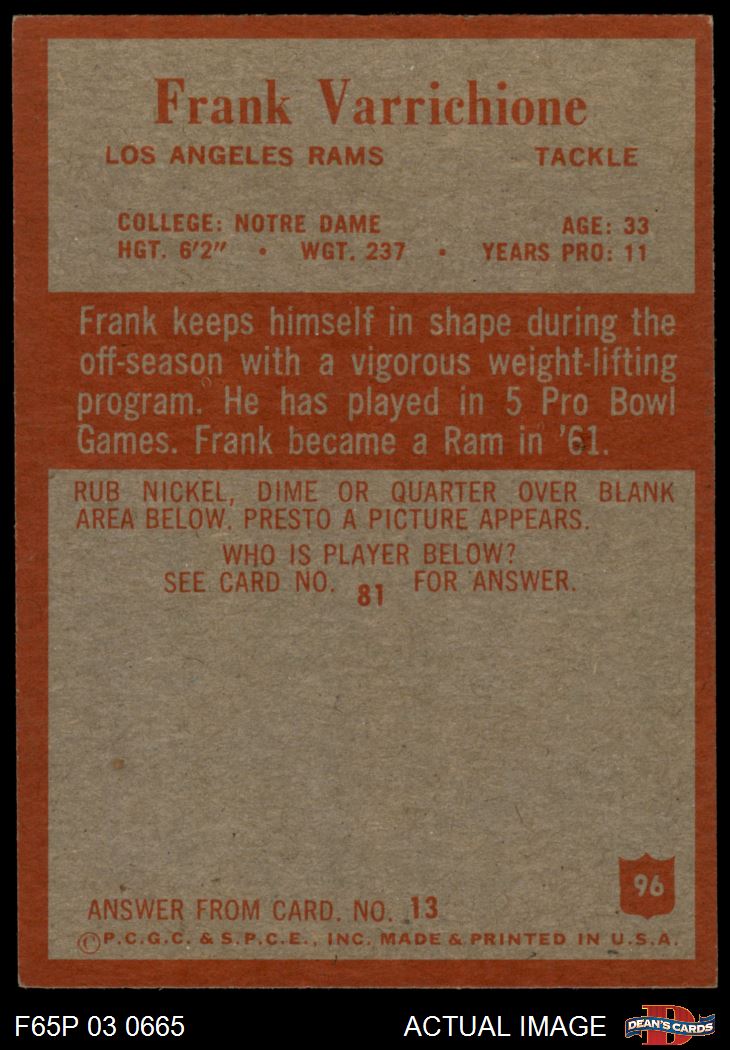 Frank Varrichione
LOS ANGELES RAMS TACKLE
COLLEGE: NOTRE DAME AGE: 33
HGT. 6'2" • WGT. 237 • YEARS PRO: 11
Frank keeps himself in shape during the
off-season with a vigorous weight-lifting
program. He has played in 5 Pro Bowl
Games. Frank became a Ram in '61.
RUB NICKEL, DIME OR QUARTER OVER BLANK
AREA BELOW. PRESTO A PICTURE APPEARS.
WHO IS PLAYER BELOW?
SEE CARD NO. 81 FOR ANSWER.
96
ANSWER FROM CARD. NO. 13
©P.C.G.C. & S.P.C.E., INC. MADE & PRINTED IN U.S.A.
F65P 03 0665 ACTUAL IMAGE
D
DEAN'S CARDS